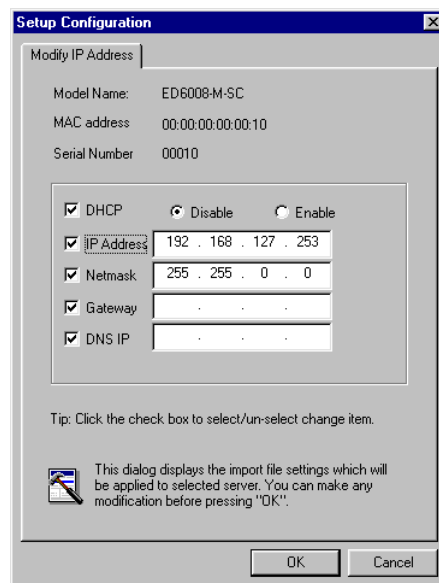 Setup Configuration
Modify IP Address
Model Name: ED6008-M-SC
MAC address 00:00:00:00:00:10
Serial Number 00010
DHCP Disable Enable
IP Address 192 . 168 . 127 . 253
Netmask 255 . 255 . 0 . 0
Gateway . . .
DNS IP . . .
Tip: Click the check box to select/un-select change item.
This dialog displays the import file settings which will
be applied to selected server. You can make any
modification before pressing "OK".
OK Cancel